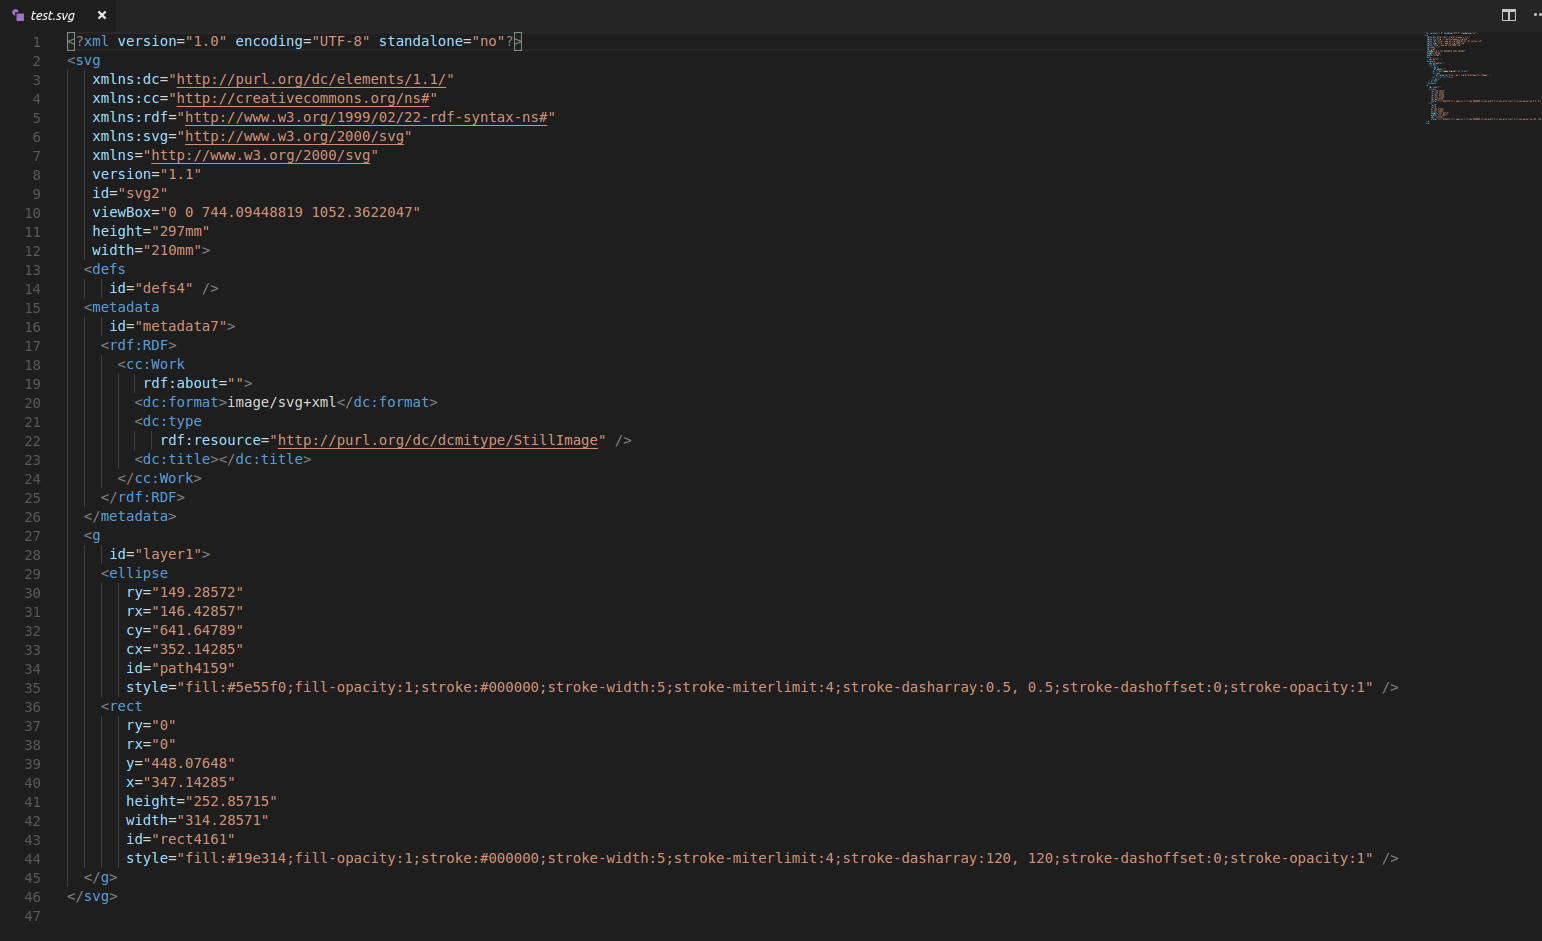 test.svg
1 <?xml version="1.0" encoding="UTF-8" standalone="no"?>
2 <svg
3 xmlns:dc="http://purl.org/dc/elements/1.1/"
4 xmlns:cc="http://creativecommons.org/ns#"
5 xmlns:rdf="http://www.w3.org/1999/02/22-rdf-syntax-ns#"
6 xmlns:svg="http://www.w3.org/2000/svg"
7 xmlns="http://www.w3.org/2000/svg"
8 version="1.1"
9 id="svg2"
10 viewBox="0 0 744.09448819 1052.3622047"
11 height="297mm"
12 width="210mm">
13 <defs
14 id="defs4" />
15 <metadata
16 id="metadata7">
17 <rdf:RDF>
18 <cc:Work
19 rdf:about="">
20 <dc:format>image/svg+xml</dc:format>
21 <dc:type
22 rdf:resource="http://purl.org/dc/dcmitype/StillImage" />
23 <dc:title></dc:title>
24 </cc:Work>
25 </rdf:RDF>
26 </metadata>
27 <g
28 id="layer1">
29 <ellipse
30 ry="149.28572"
31 rx="146.42857"
32 cy="641.64789"
33 cx="352.14285"
34 id="path4159"
35 style="fill:#5e55f0;fill-opacity:1;stroke:#000000;stroke-width:5;stroke-miterlimit:4;stroke-dasharray:0.5, 0.5;stroke-dashoffset:0;stroke-opacity:1" />
36 <rect
37 ry="0"
38 rx="0"
39 y="448.07648"
40 x="347.14285"
41 height="252.85715"
42 width="314.28571"
43 id="rect4161"
44 style="fill:#19e314;fill-opacity:1;stroke:#000000;stroke-width:5;stroke-miterlimit:4;stroke-dasharray:120, 120;stroke-dashoffset:0;stroke-opacity:1" />
45 </g>
46 </svg>
47